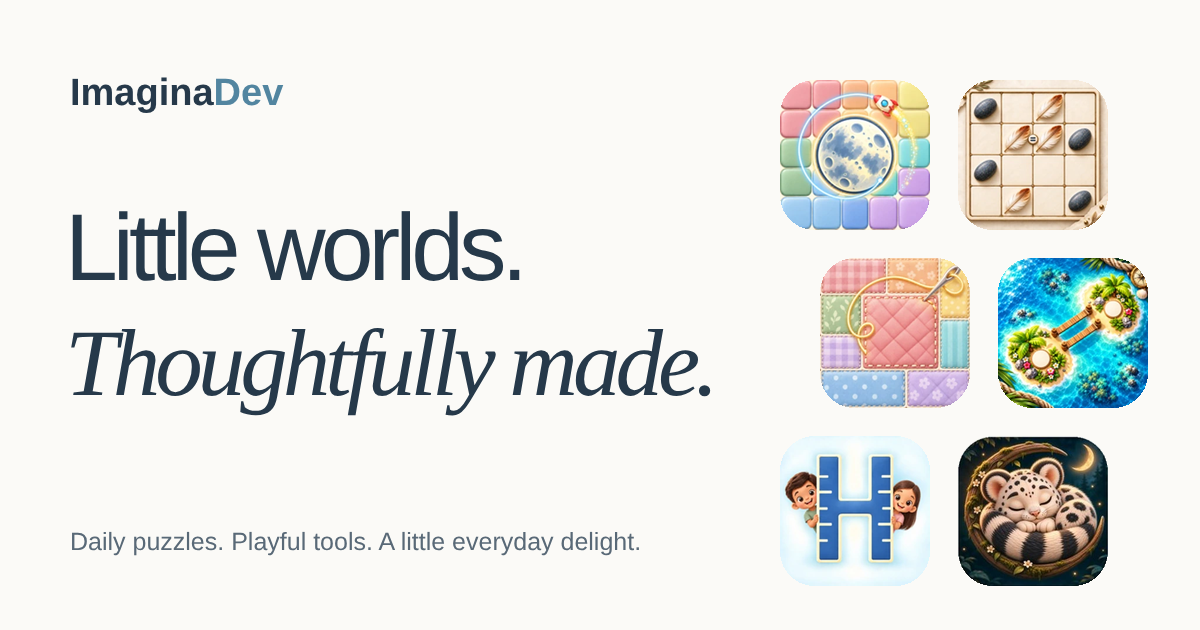 ImaginaDev
Little worlds.
Thoughtfully made.
Daily puzzles. Playful tools. A little everyday delight.
H